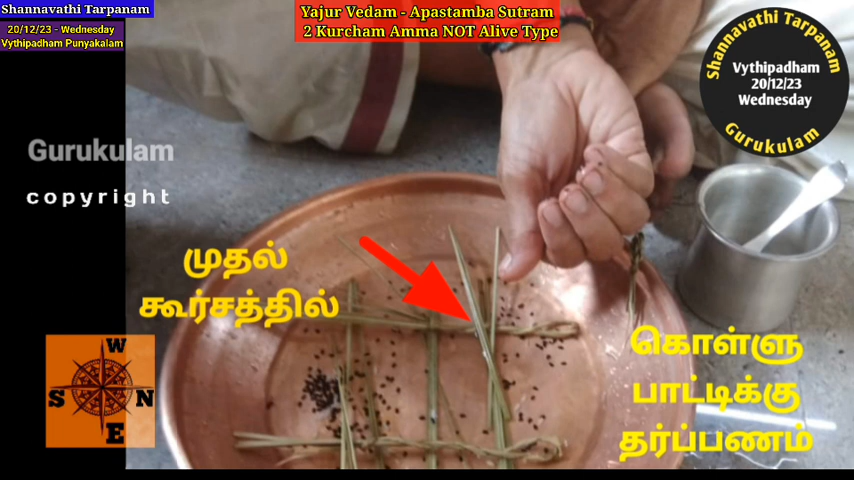 Shannavathi Tarpanam
20/12/23 - Wednesday
Vythipadham Punyakalam
Yajur Vedam - Apastamba Sutram
2 Kurcham Amma NOT Alive Type
Shannavathi Tarpanam
Vythipadham
20/12/23
Wednesday
Gurukulam
Gurukulam
copyright
முதல்
கூர்சத்தில்
கொள்ளு
பாட்டிக்கு
தர்ப்பணம்
W
S N
E